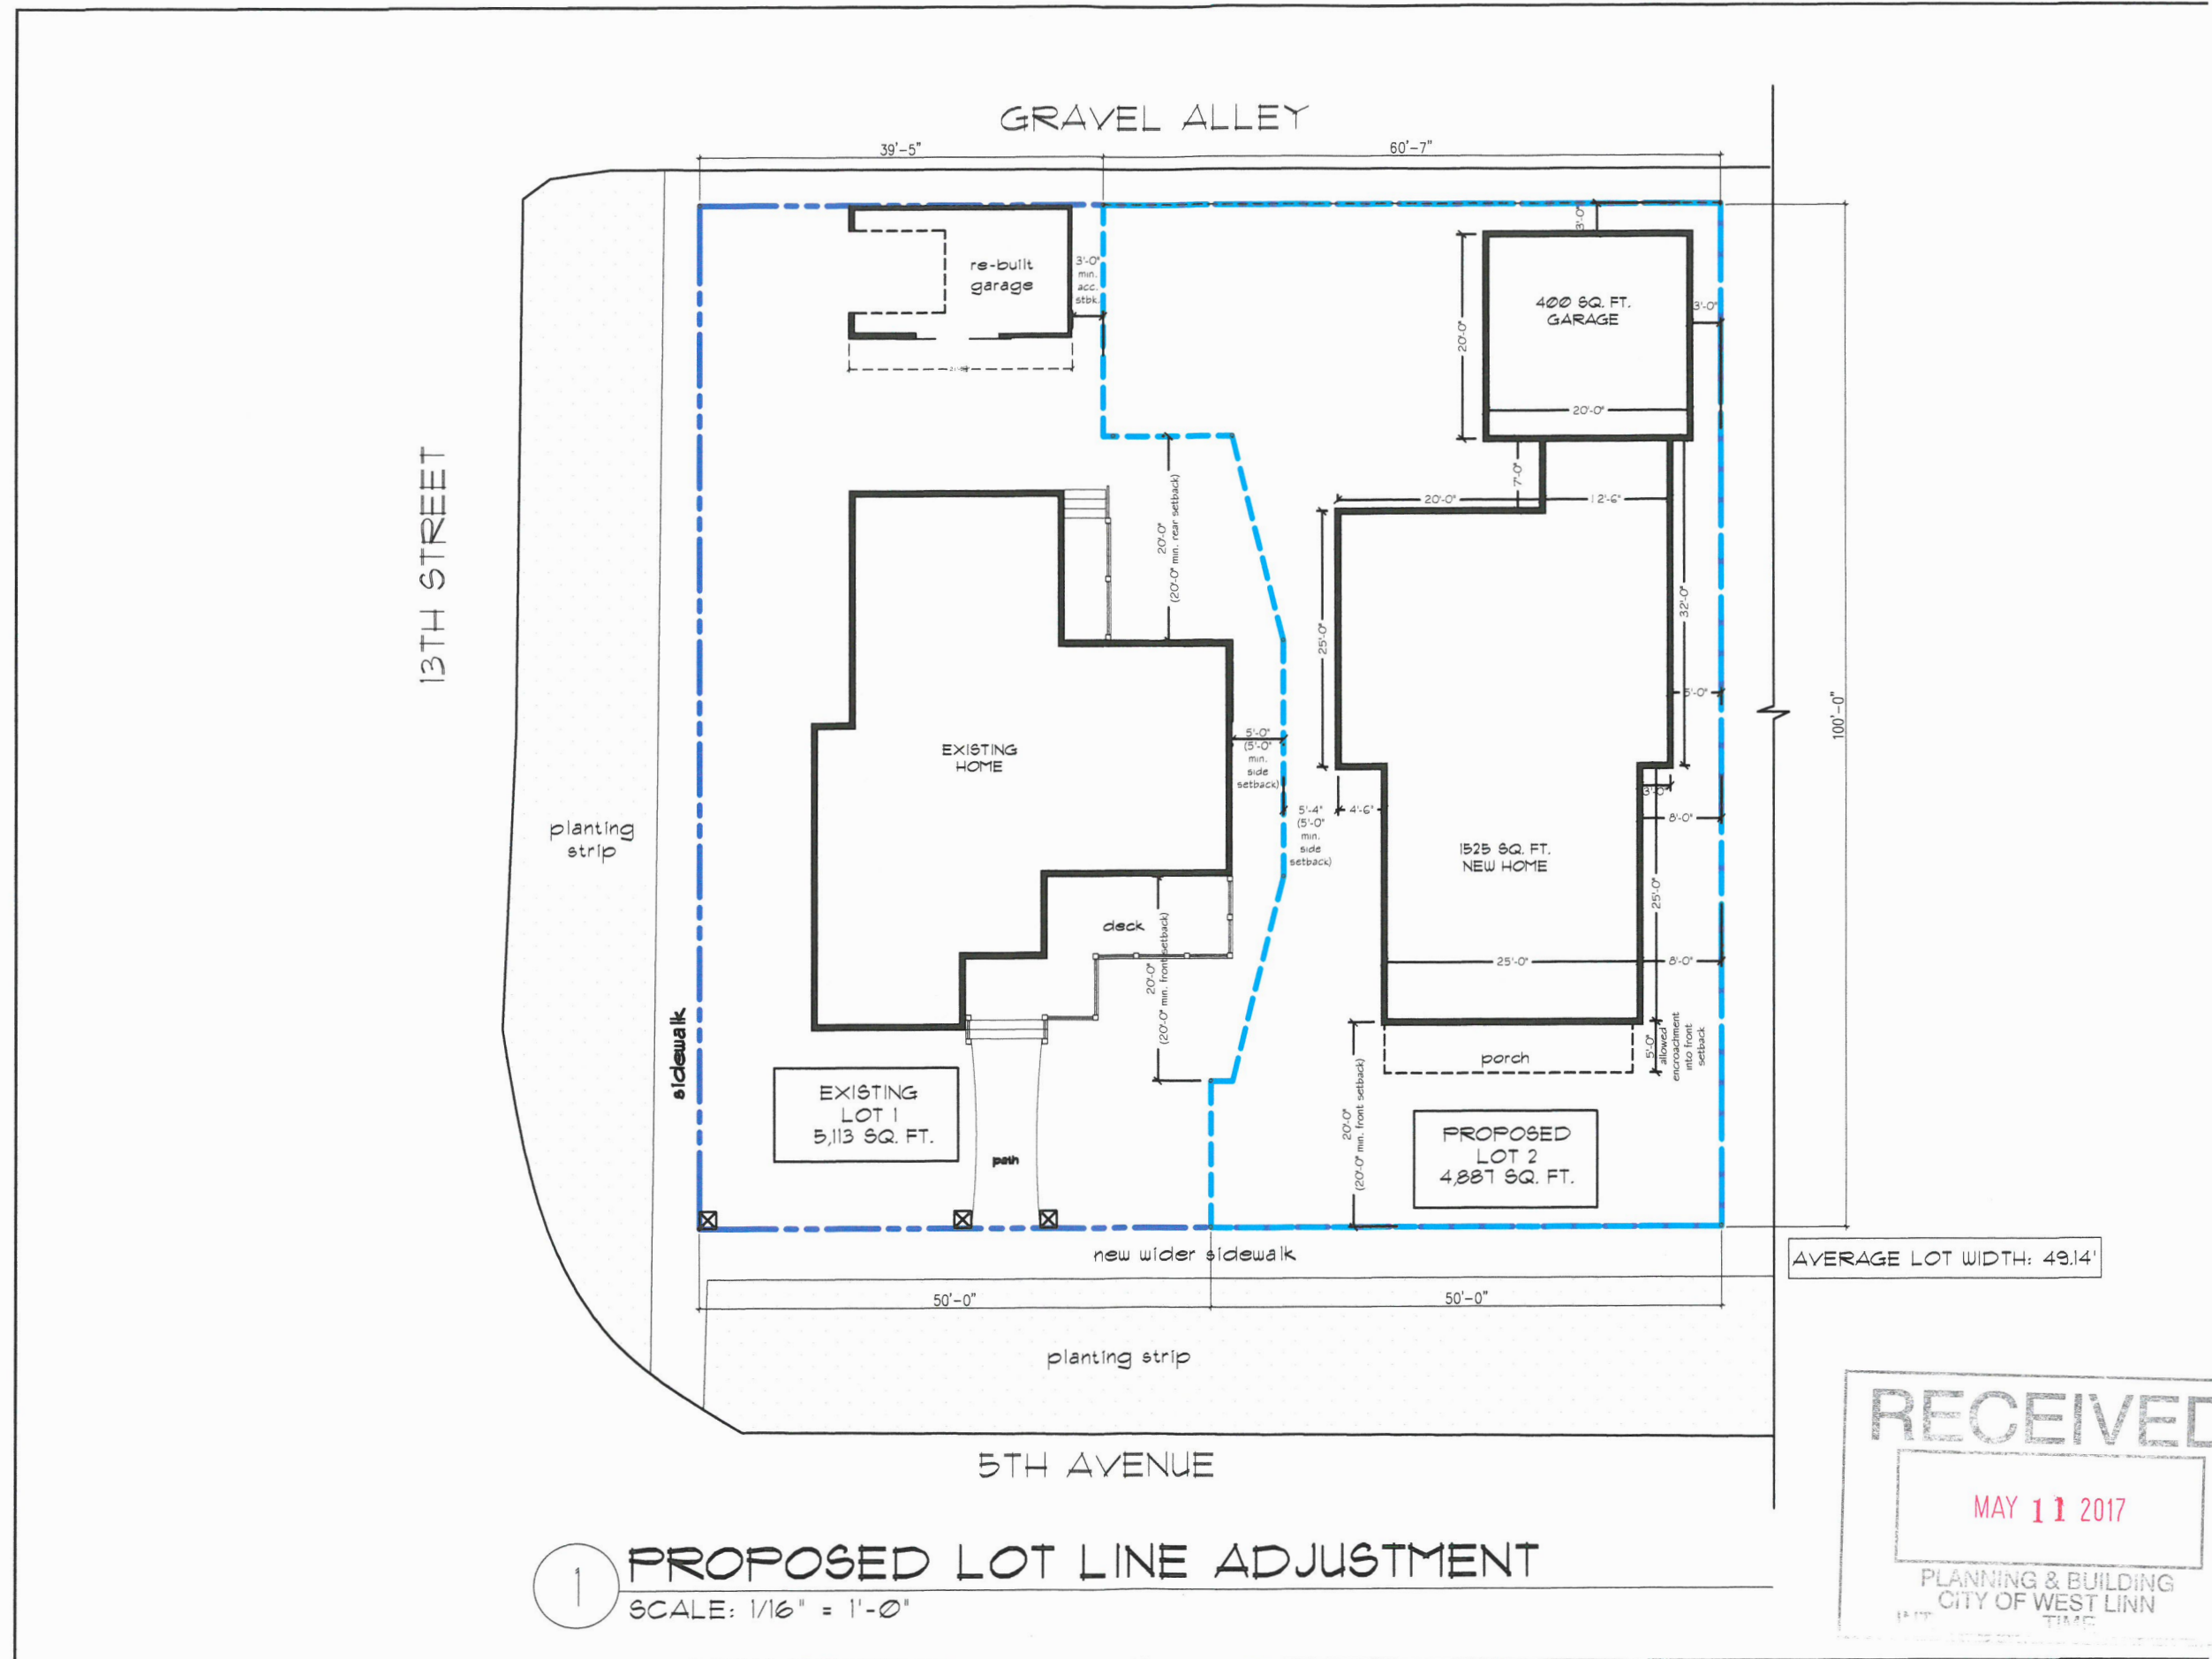 GRAVEL ALLEY
39'-5"
60'-7"
re-built
garage
3'-0"
min.
acc.
stbk.
3'-0"
400 SQ. FT.
GARAGE
3'-0"
20'-0"
20'-0"
7'-0"
20'-0"
12'-6"
20'-0"
(20'-0" min. rear setback)
25'-0"
32'-0"
5'-0"
100'-0"
13TH STREET
EXISTING
HOME
5'-0"
(5'-0"
min.
side
setback)
5'-4"
(5'-0"
min.
side
setback)
4'-6"
3'-0"
8'-0"
planting
strip
1525 SQ. FT.
NEW HOME
25'-0"
deck
20'-0"
(20'-0" min. front setback)
25'-0"
8'-0"
sidewalk
porch
5'-0"
allowed
encroachment
into front
setback
EXISTING
LOT 1
5,113 SQ. FT.
path
20'-0"
(20'-0" min. front setback)
PROPOSED
LOT 2
4,887 SQ. FT.
new wider sidewalk
AVERAGE LOT WIDTH: 49.14'
50'-0"
50'-0"
planting strip
5TH AVENUE
RECEIVED
MAY 11 2017
PLANNING & BUILDING
CITY OF WEST LINN
TIME
1
PROPOSED LOT LINE ADJUSTMENT
SCALE: 1/16" = 1'-0"